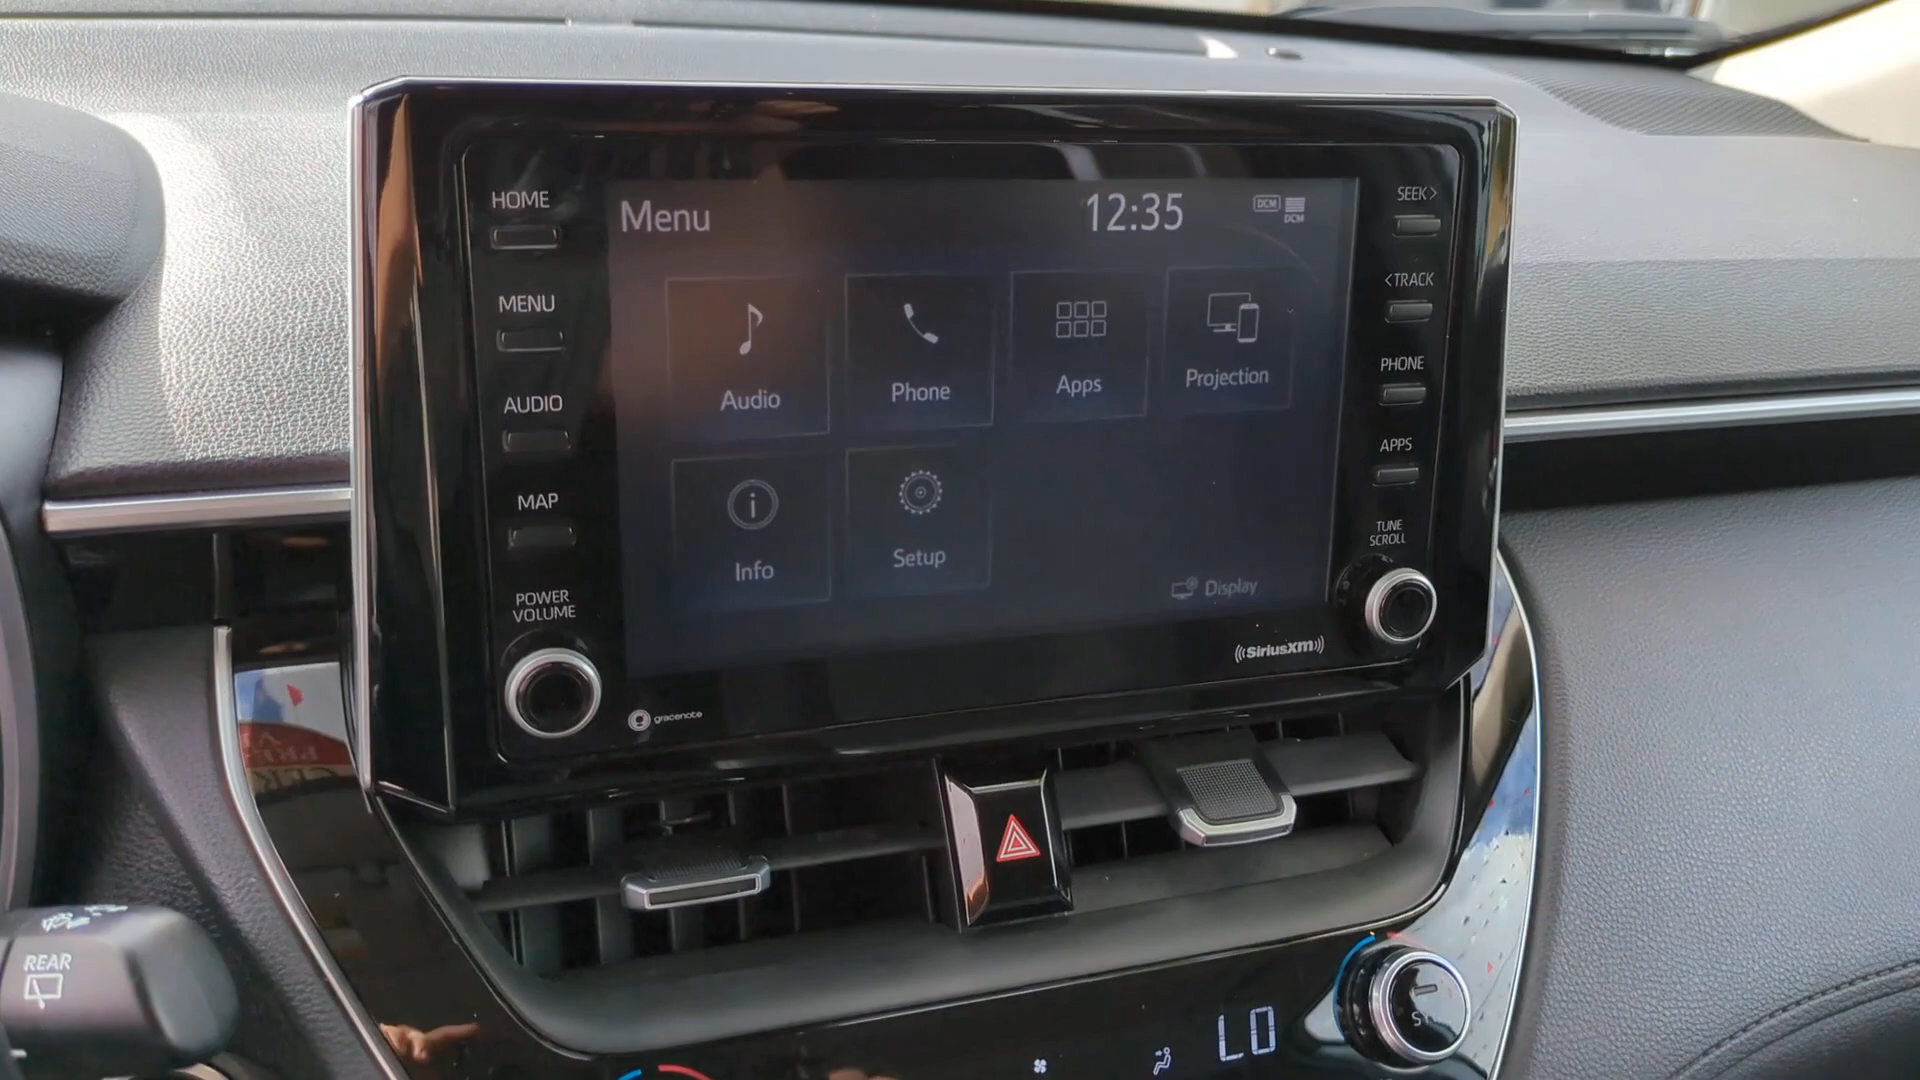 HOME
MENU
AUDIO
MAP
POWER
VOLUME
Menu
12:35
DCM
DCM
Audio
Phone
Apps
Projection
Info
Setup
Display
SEEK>
<TRACK
PHONE
APPS
TUNE
SCROLL
((SiriusXM))
gracenote
REAR
LO